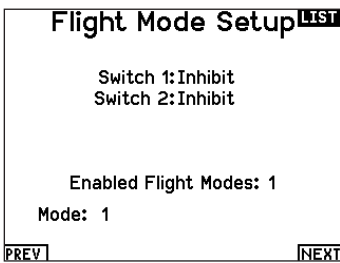 Flight Mode Setup LIST
Switch 1: Inhibit
Switch 2: Inhibit
Enabled Flight Modes: 1
Mode: 1
PREV NEXT